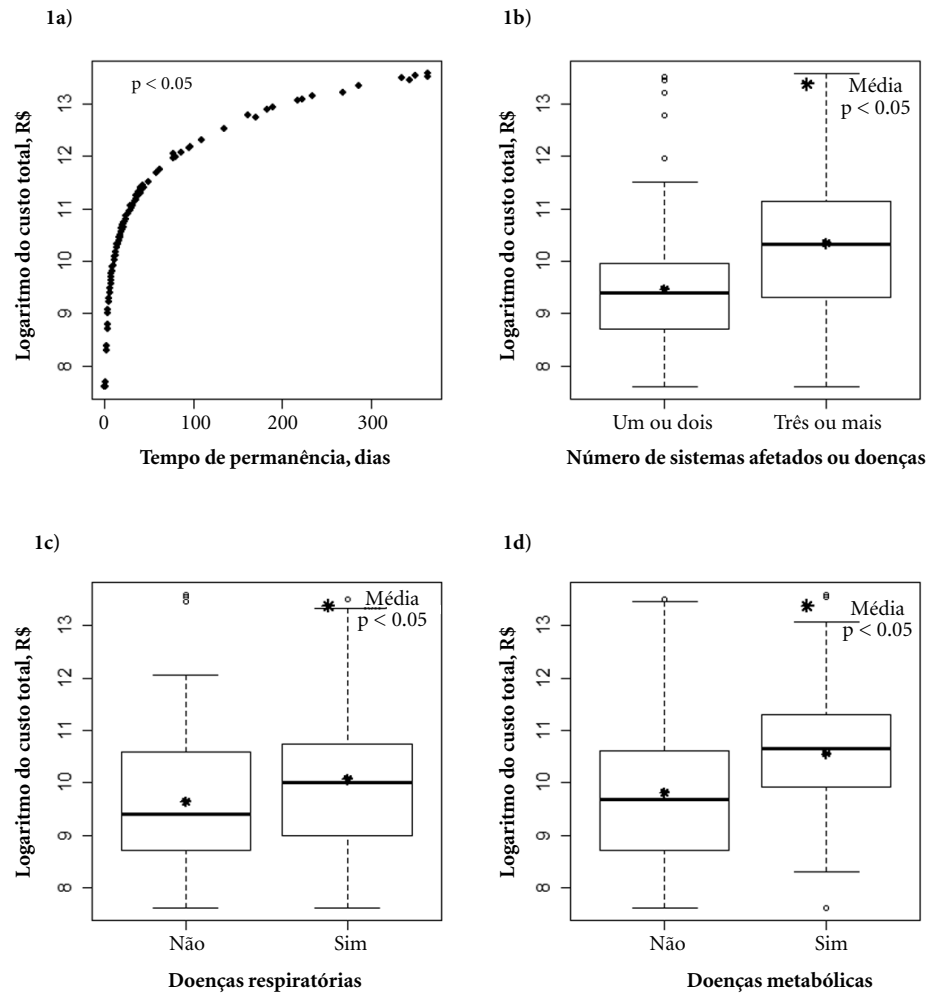 1a)
Logaritmo do custo total, R$
13
12
11
10
9
8
p < 0.05
0
100
200
300
Tempo de permanência, dias
1b)
Logaritmo do custo total, R$
13
12
11
10
9
8
Média
p < 0.05
Um ou dois
Três ou mais
Número de sistemas afetados ou doenças
1c)
Logaritmo do custo total, R$
13
12
11
10
9
8
Média
p < 0.05
Não
Sim
Doenças respiratórias
1d)
Logaritmo do custo total, R$
13
12
11
10
9
8
Média
p < 0.05
Não
Sim
Doenças metabólicas